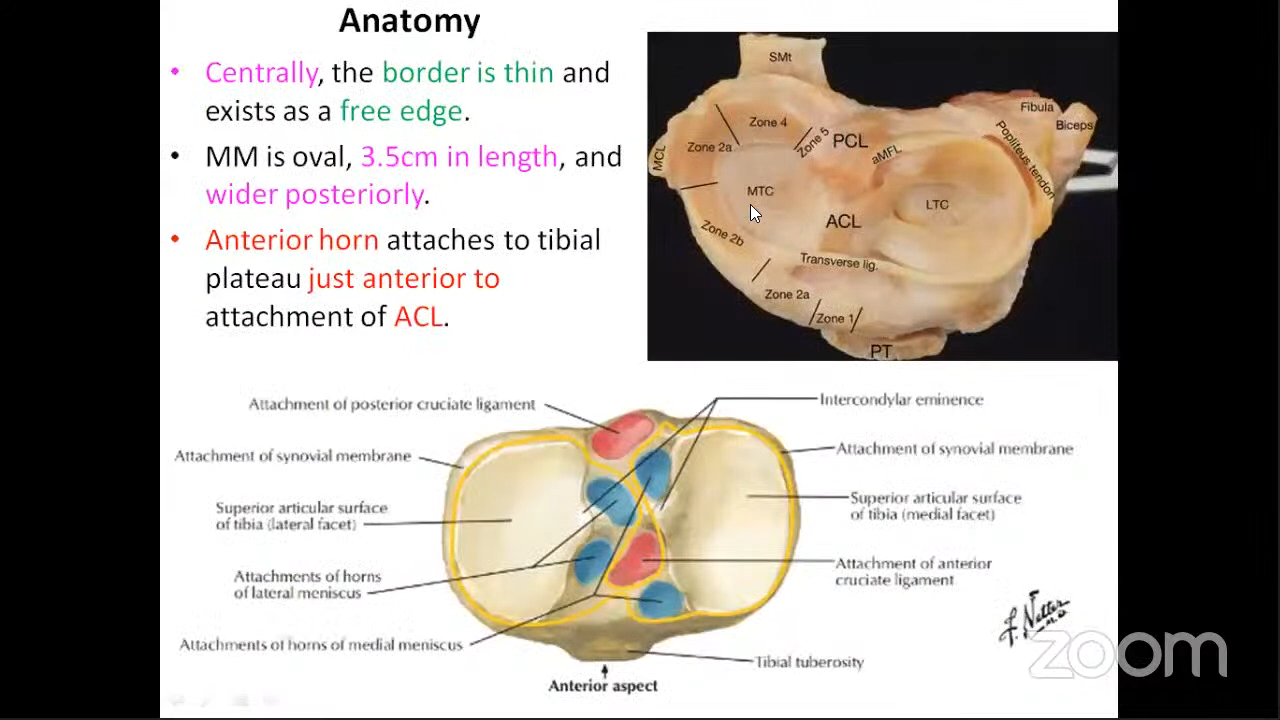 Anatomy
• Centrally, the border is thin and
exists as a free edge.
• MM is oval, 3.5cm in length, and
wider posteriorly.
• Anterior horn attaches to tibial
plateau just anterior to
attachment of ACL.
SMt
Fibula
Biceps
Zone 4
Zone 5
PCL
Popliteus tendon
MCL
Zone 2a
aMFL
MTC
LTC
ACL
Zone 2b
Transverse lig.
Zone 2a
Zone 1
PT
Attachment of posterior cruciate ligament
Intercondylar eminence
Attachment of synovial membrane
Attachment of synovial membrane
Superior articular surface
of tibia (lateral facet)
Superior articular surface
of tibia (medial facet)
Attachments of horns
of lateral meniscus
Attachment of anterior
cruciate ligament
Attachments of horns of medial meniscus
Tibial tuberosity
Anterior aspect
F. Netter
M.D.
zoom